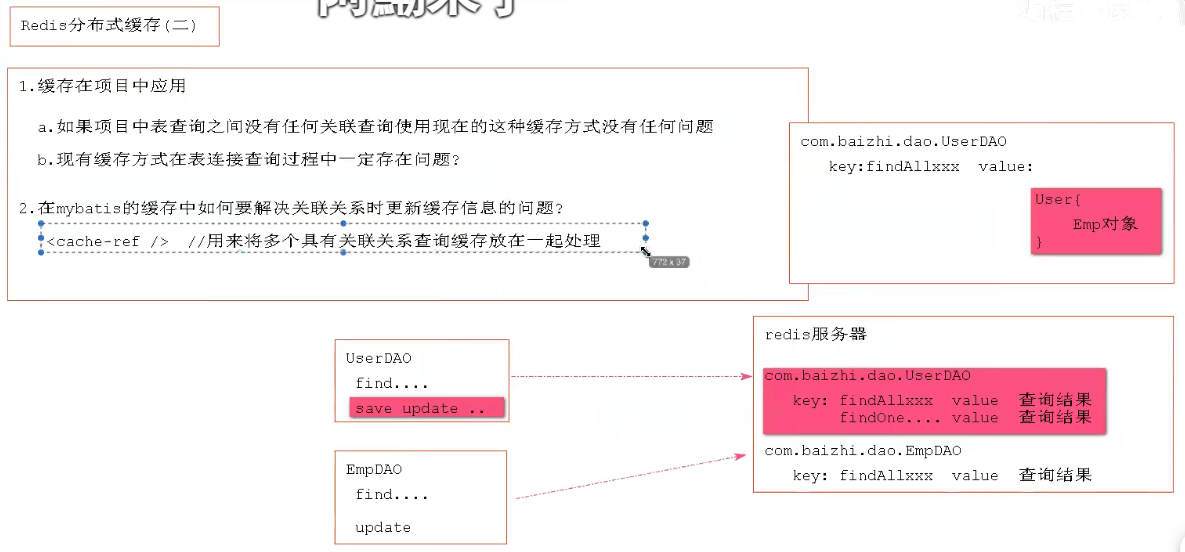 Redis分布式缓存(二)
1.缓存在项目中应用
a.如果项目中表查询之间没有任何关联查询使用现在的这种缓存方式没有任何问题
b.现有缓存方式在表连接查询过程中一定存在问题?
2.在mybatis的缓存中如何要解决关联关系时更新缓存信息的问题?
<cache-ref /> //用来将多个具有关联关系查询缓存放在一起处理
772 x 37
com.baizhi.dao.UserDAO
key:findAllxxx value:
User{
Emp对象
}
UserDAO
find....
save update ..
EmpDAO
find....
update
redis服务器
com.baizhi.dao.UserDAO
key: findAllxxx value 查询结果
findOne.... value 查询结果
com.baizhi.dao.EmpDAO
key: findAllxxx value 查询结果